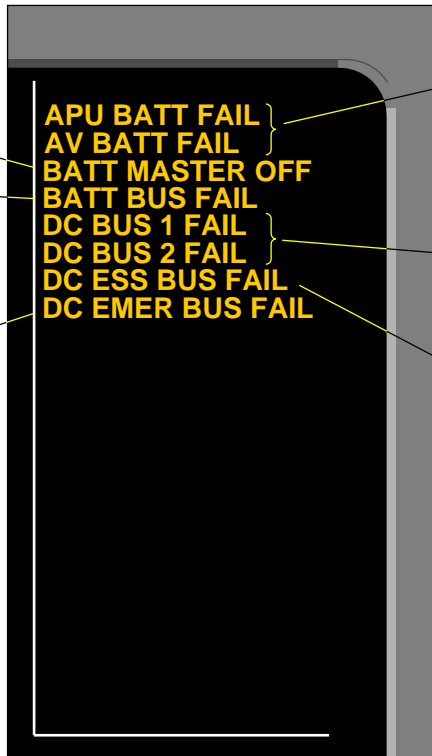 APU BATT FAIL
AV BATT FAIL
BATT MASTER OFF
BATT BUS FAIL
DC BUS 1 FAIL
DC BUS 2 FAIL
DC ESS BUS FAIL
DC EMER BUS FAIL